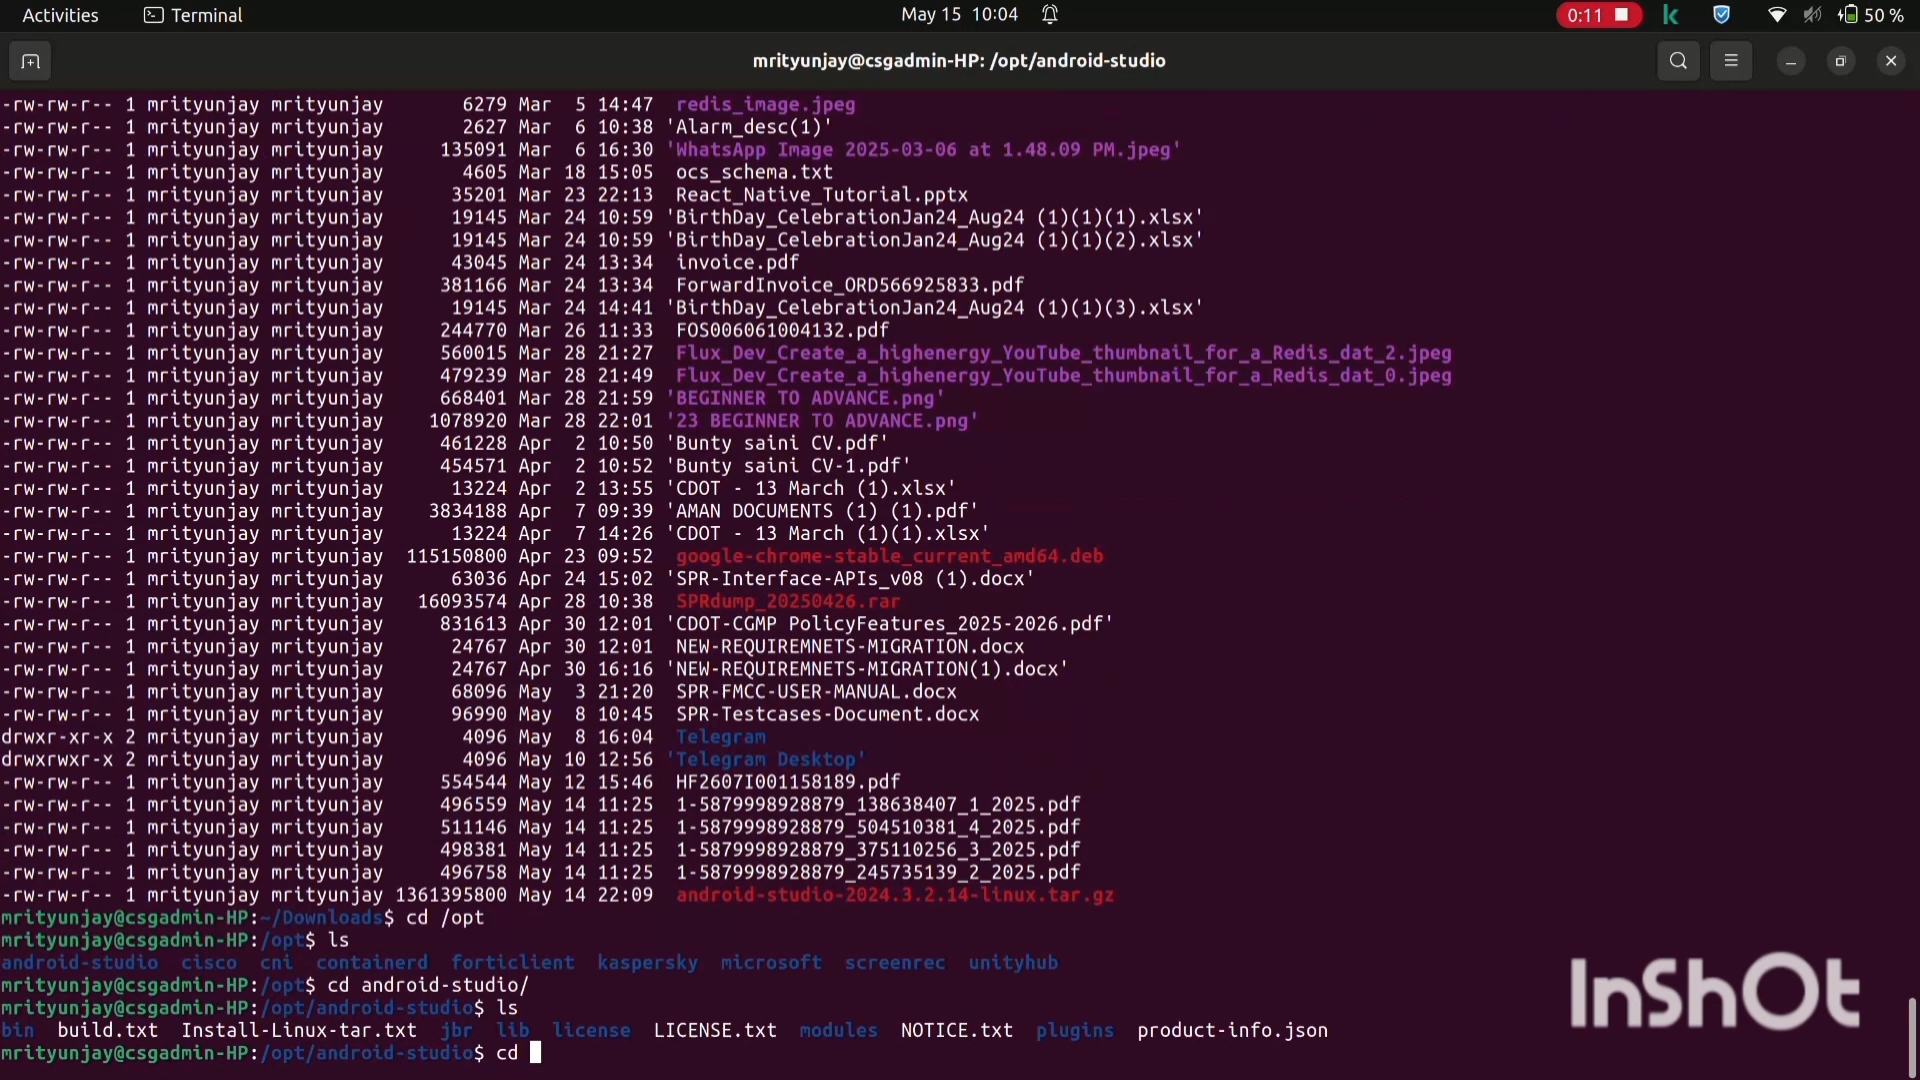 Activities Terminal May 15 10:04 0:11 50 %
mrityunjay@csgadmin-HP: /opt/android-studio
-rw-rw-r-- 1 mrityunjay mrityunjay 6279 Mar 5 14:47 redis_image.jpeg
-rw-rw-r-- 1 mrityunjay mrityunjay 2627 Mar 6 10:38 'Alarm_desc(1)'
-rw-rw-r-- 1 mrityunjay mrityunjay 135091 Mar 6 16:30 'WhatsApp Image 2025-03-06 at 1.48.09 PM.jpeg'
-rw-rw-r-- 1 mrityunjay mrityunjay 4605 Mar 18 15:05 ocs_schema.txt
-rw-rw-r-- 1 mrityunjay mrityunjay 35201 Mar 23 22:13 React_Native_Tutorial.pptx
-rw-rw-r-- 1 mrityunjay mrityunjay 19145 Mar 24 10:59 'BirthDay_CelebrationJan24_Aug24 (1)(1)(1).xlsx'
-rw-rw-r-- 1 mrityunjay mrityunjay 19145 Mar 24 10:59 'BirthDay_CelebrationJan24_Aug24 (1)(1)(2).xlsx'
-rw-rw-r-- 1 mrityunjay mrityunjay 43045 Mar 24 13:34 invoice.pdf
-rw-rw-r-- 1 mrityunjay mrityunjay 381166 Mar 24 13:34 ForwardInvoice_ORD566925833.pdf
-rw-rw-r-- 1 mrityunjay mrityunjay 19145 Mar 24 14:41 'BirthDay_CelebrationJan24_Aug24 (1)(1)(3).xlsx'
-rw-rw-r-- 1 mrityunjay mrityunjay 244770 Mar 26 11:33 FOS006061004132.pdf
-rw-rw-r-- 1 mrityunjay mrityunjay 560015 Mar 28 21:27 Flux_Dev_Create_a_highenergy_YouTube_thumbnail_for_a_Redis_dat_2.jpeg
-rw-rw-r-- 1 mrityunjay mrityunjay 479239 Mar 28 21:49 Flux_Dev_Create_a_highenergy_YouTube_thumbnail_for_a_Redis_dat_0.jpeg
-rw-rw-r-- 1 mrityunjay mrityunjay 668401 Mar 28 21:59 'BEGINNER TO ADVANCE.png'
-rw-rw-r-- 1 mrityunjay mrityunjay 1078920 Mar 28 22:01 '23 BEGINNER TO ADVANCE.png'
-rw-rw-r-- 1 mrityunjay mrityunjay 461228 Apr 2 10:50 'Bunty saini CV.pdf'
-rw-rw-r-- 1 mrityunjay mrityunjay 454571 Apr 2 10:52 'Bunty saini CV-1.pdf'
-rw-rw-r-- 1 mrityunjay mrityunjay 13224 Apr 2 13:55 'CDOT - 13 March (1).xlsx'
-rw-rw-r-- 1 mrityunjay mrityunjay 3834188 Apr 7 09:39 'AMAN DOCUMENTS (1) (1).pdf'
-rw-rw-r-- 1 mrityunjay mrityunjay 13224 Apr 7 14:26 'CDOT - 13 March (1)(1).xlsx'
-rw-rw-r-- 1 mrityunjay mrityunjay 115150800 Apr 23 09:52 google-chrome-stable_current_amd64.deb
-rw-rw-r-- 1 mrityunjay mrityunjay 63036 Apr 24 15:02 'SPR-Interface-APIs_v08 (1).docx'
-rw-rw-r-- 1 mrityunjay mrityunjay 16093574 Apr 28 10:38 SPRdump_20250426.rar
-rw-rw-r-- 1 mrityunjay mrityunjay 831613 Apr 30 12:01 'CDOT-CGMP PolicyFeatures_2025-2026.pdf'
-rw-rw-r-- 1 mrityunjay mrityunjay 24767 Apr 30 12:01 NEW-REQUIREMNETS-MIGRATION.docx
-rw-rw-r-- 1 mrityunjay mrityunjay 24767 Apr 30 16:16 'NEW-REQUIREMNETS-MIGRATION(1).docx'
-rw-rw-r-- 1 mrityunjay mrityunjay 68096 May 3 21:20 SPR-FMCC-USER-MANUAL.docx
-rw-rw-r-- 1 mrityunjay mrityunjay 96990 May 8 10:45 SPR-Testcases-Document.docx
drwxr-xr-x 2 mrityunjay mrityunjay 4096 May 8 16:04 Telegram
drwxrwxr-x 2 mrityunjay mrityunjay 4096 May 10 12:56 'Telegram Desktop'
-rw-rw-r-- 1 mrityunjay mrityunjay 554544 May 12 15:46 HF2607I001158189.pdf
-rw-rw-r-- 1 mrityunjay mrityunjay 496559 May 14 11:25 1-5879998928879_138638407_1_2025.pdf
-rw-rw-r-- 1 mrityunjay mrityunjay 511146 May 14 11:25 1-5879998928879_504510381_4_2025.pdf
-rw-rw-r-- 1 mrityunjay mrityunjay 498381 May 14 11:25 1-5879998928879_375110256_3_2025.pdf
-rw-rw-r-- 1 mrityunjay mrityunjay 496758 May 14 11:25 1-5879998928879_245735139_2_2025.pdf
-rw-rw-r-- 1 mrityunjay mrityunjay 1361395800 May 14 22:09 android-studio-2024.3.2.14-linux.tar.gz
mrityunjay@csgadmin-HP:~/Downloads$ cd /opt
mrityunjay@csgadmin-HP:/opt$ ls
android-studio cisco cni containerd forticlient kaspersky microsoft screenrec unityhub
mrityunjay@csgadmin-HP:/opt$ cd android-studio/
mrityunjay@csgadmin-HP:/opt/android-studio$ ls
bin build.txt Install-Linux-tar.txt jbr lib license LICENSE.txt modules NOTICE.txt plugins product-info.json
mrityunjay@csgadmin-HP:/opt/android-studio$ cd
InShOt